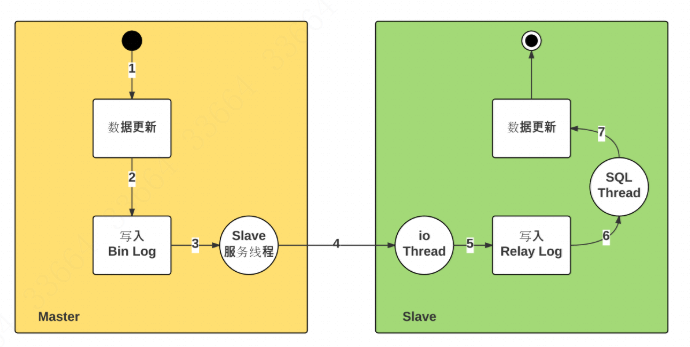 1
数据更新
2
写入
Bin Log
3
Slave
服务线程
Master
4
io
Thread
5
写入
Relay Log
6
SQL
Thread
7
数据更新
Slave